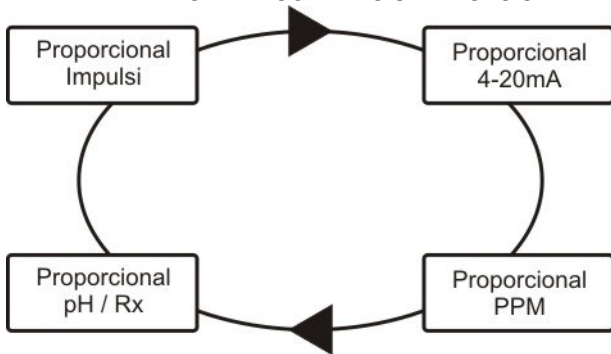 Proporcional
Impulsi
Proporcional
4-20mA
Proporcional
pH / Rx
Proporcional
PPM